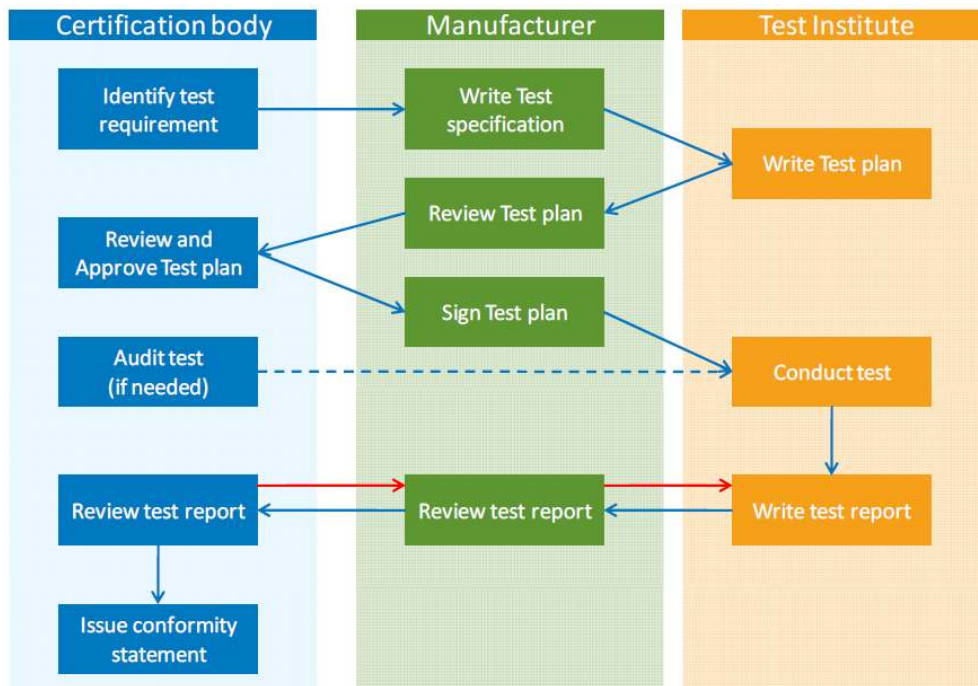 Certification body
Manufacturer
Test Institute
Identify test
requirement
Write Test
specification
Write Test plan
Review Test plan
Review and
Approve Test plan
Sign Test plan
Audit test
(if needed)
Conduct test
Review test report
Review test report
Write test report
Issue conformity
statement